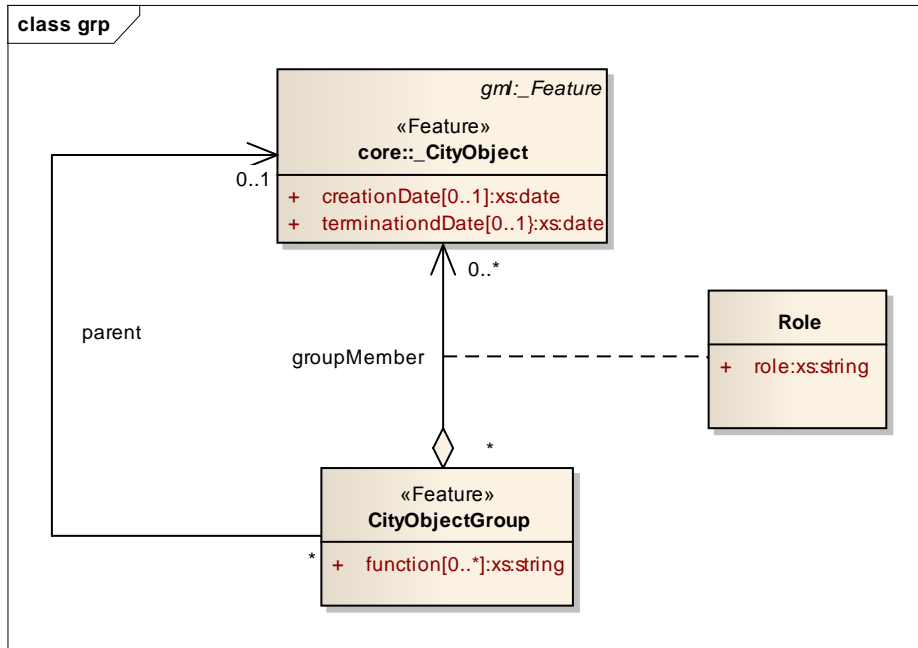 class grp
gml:_Feature
«Feature»
core::_CityObject
+ creationDate[0..1]:xs:date
+ terminationdDate[0..1}:xs:date
0..1
0..*
parent
groupMember
Role
+ role:xs:string
*
«Feature»
CityObjectGroup
*
+ function[0..*]:xs:string